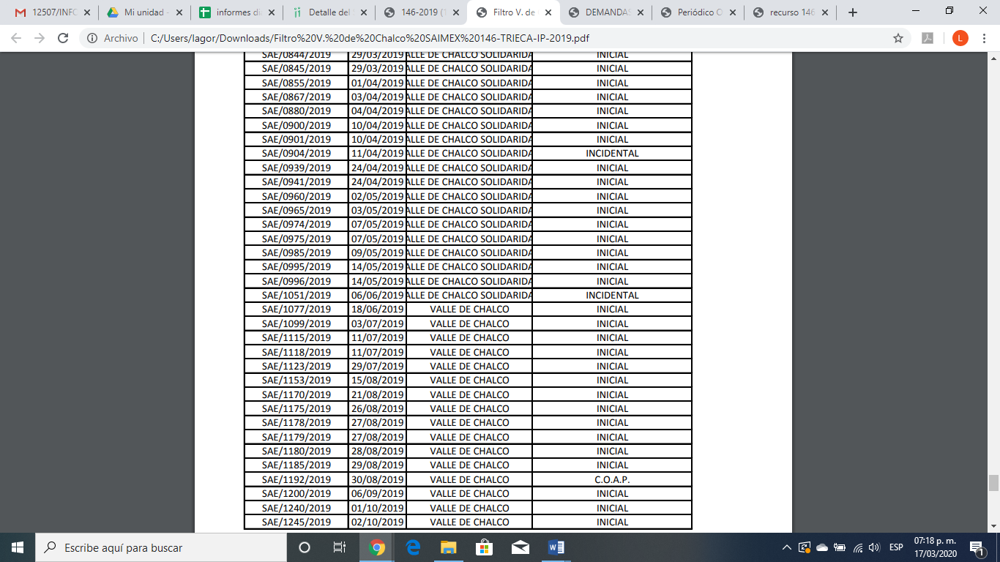 12507/INFO
Mi unidad -
informes dia
Detalle del S
146-2019 (1
Filtro V. de
DEMANDAS
Periódico O
recurso 146
Archivo C:/Users/lagor/Downloads/Filtro%20V.%20de%20Chalco%20SAIMEX%20146-TRIECA-IP-2019.pdf L
SAE/0844/2019 29/03/2019 ALLE DE CHALCO SOLIDARIDA INICIAL
SAE/0845/2019 29/03/2019 ALLE DE CHALCO SOLIDARIDA INICIAL
SAE/0855/2019 01/04/2019 ALLE DE CHALCO SOLIDARIDA INICIAL
SAE/0867/2019 03/04/2019 ALLE DE CHALCO SOLIDARIDA INICIAL
SAE/0880/2019 04/04/2019 ALLE DE CHALCO SOLIDARIDA INICIAL
SAE/0900/2019 10/04/2019 ALLE DE CHALCO SOLIDARIDA INICIAL
SAE/0901/2019 10/04/2019 ALLE DE CHALCO SOLIDARIDA INICIAL
SAE/0904/2019 11/04/2019 ALLE DE CHALCO SOLIDARIDA INCIDENTAL
SAE/0939/2019 24/04/2019 ALLE DE CHALCO SOLIDARIDA INICIAL
SAE/0941/2019 24/04/2019 ALLE DE CHALCO SOLIDARIDA INICIAL
SAE/0960/2019 02/05/2019 ALLE DE CHALCO SOLIDARIDA INICIAL
SAE/0965/2019 03/05/2019 ALLE DE CHALCO SOLIDARIDA INICIAL
SAE/0974/2019 07/05/2019 ALLE DE CHALCO SOLIDARIDA INICIAL
SAE/0975/2019 07/05/2019 ALLE DE CHALCO SOLIDARIDA INICIAL
SAE/0985/2019 09/05/2019 ALLE DE CHALCO SOLIDARIDA INICIAL
SAE/0995/2019 14/05/2019 ALLE DE CHALCO SOLIDARIDA INICIAL
SAE/0996/2019 14/05/2019 ALLE DE CHALCO SOLIDARIDA INICIAL
SAE/1051/2019 06/06/2019 ALLE DE CHALCO SOLIDARIDA INCIDENTAL
SAE/1077/2019 18/06/2019 VALLE DE CHALCO INICIAL
SAE/1099/2019 03/07/2019 VALLE DE CHALCO INICIAL
SAE/1115/2019 11/07/2019 VALLE DE CHALCO INICIAL
SAE/1118/2019 11/07/2019 VALLE DE CHALCO INICIAL
SAE/1123/2019 29/07/2019 VALLE DE CHALCO INICIAL
SAE/1153/2019 15/08/2019 VALLE DE CHALCO INICIAL
SAE/1170/2019 21/08/2019 VALLE DE CHALCO INICIAL
SAE/1175/2019 26/08/2019 VALLE DE CHALCO INICIAL
SAE/1178/2019 27/08/2019 VALLE DE CHALCO INICIAL
SAE/1179/2019 27/08/2019 VALLE DE CHALCO INICIAL
SAE/1180/2019 28/08/2019 VALLE DE CHALCO INICIAL
SAE/1185/2019 29/08/2019 VALLE DE CHALCO INICIAL
SAE/1192/2019 30/08/2019 VALLE DE CHALCO C.O.A.P.
SAE/1200/2019 06/09/2019 VALLE DE CHALCO INICIAL
SAE/1240/2019 01/10/2019 VALLE DE CHALCO INICIAL
SAE/1245/2019 02/10/2019 VALLE DE CHALCO INICIAL
Escribe aquí para buscar
ESP
07:18 p. m.
17/03/2020
1